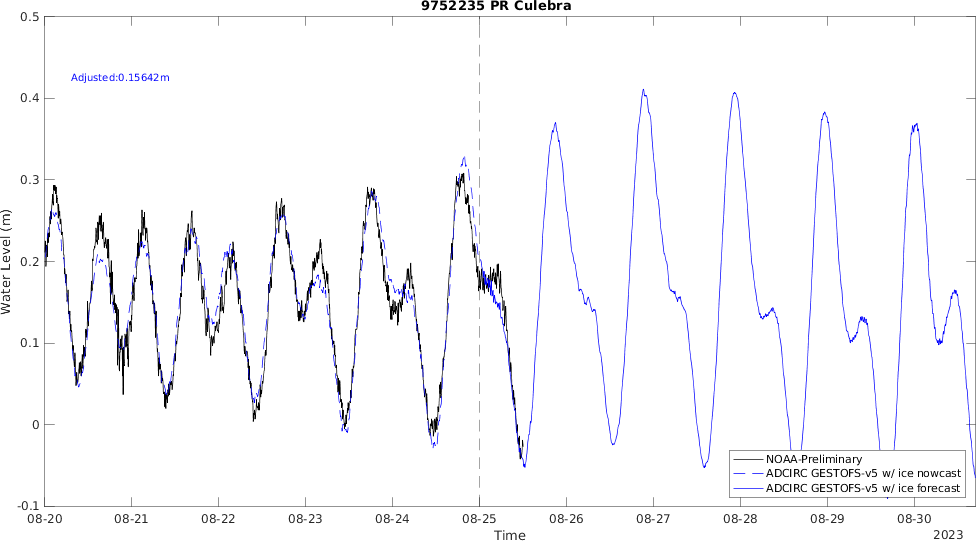 9752235 PR Culebra
0.5
0.4
0.3
0.2
0.1
0
-0.1
Water Level (m)
Adjusted:0.15642m
NOAA-Preliminary
ADCIRC GESTOFS-v5 w/ ice nowcast
ADCIRC GESTOFS-v5 w/ ice forecast
08-20 08-21 08-22 08-23 08-24 08-25 08-26 08-27 08-28 08-29 08-30
Time
2023